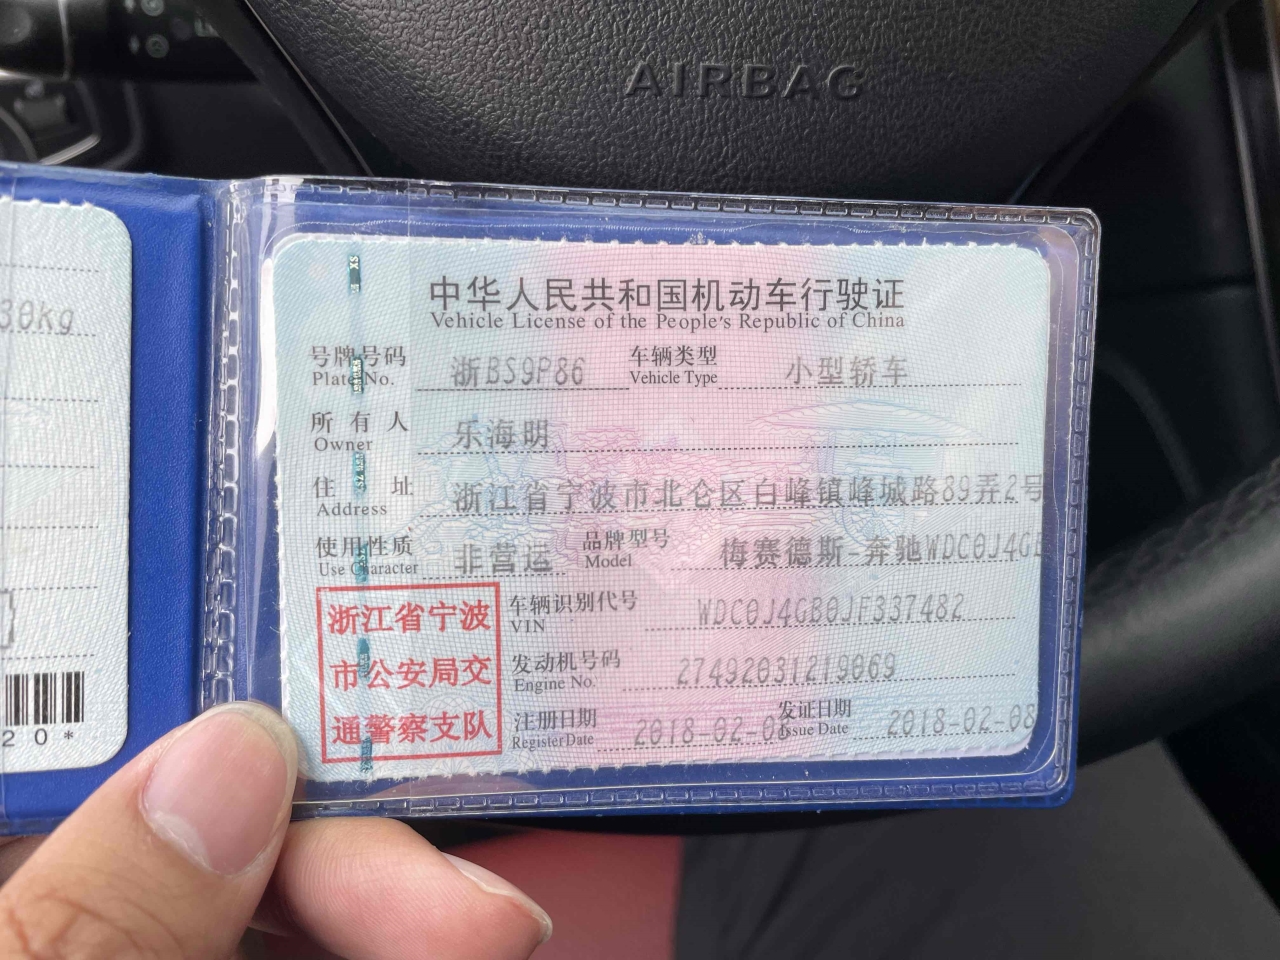 AIRBAG
30kg
20*
中华人民共和国机动车行驶证
Vehicle License of the People's Republic of China
号牌号码 浙BS9P86 车辆类型 小型轿车
Plate No. Vehicle Type
所有人 乐海明
Owner
住址 浙江省宁波市北仑区白峰镇峰城路89弄2号
Address
使用性质 非营运 品牌型号 梅赛德斯-奔驰WDC0J4G
Use Character Model
浙江省宁波
市公安局交
通警察支队
车辆识别代号 WDC0J4GB0JF337482
VIN
发动机号码 27492031219069
Engine No.
注册日期 2018-02-08 发证日期 2018-02-08
Register Date Issue Date